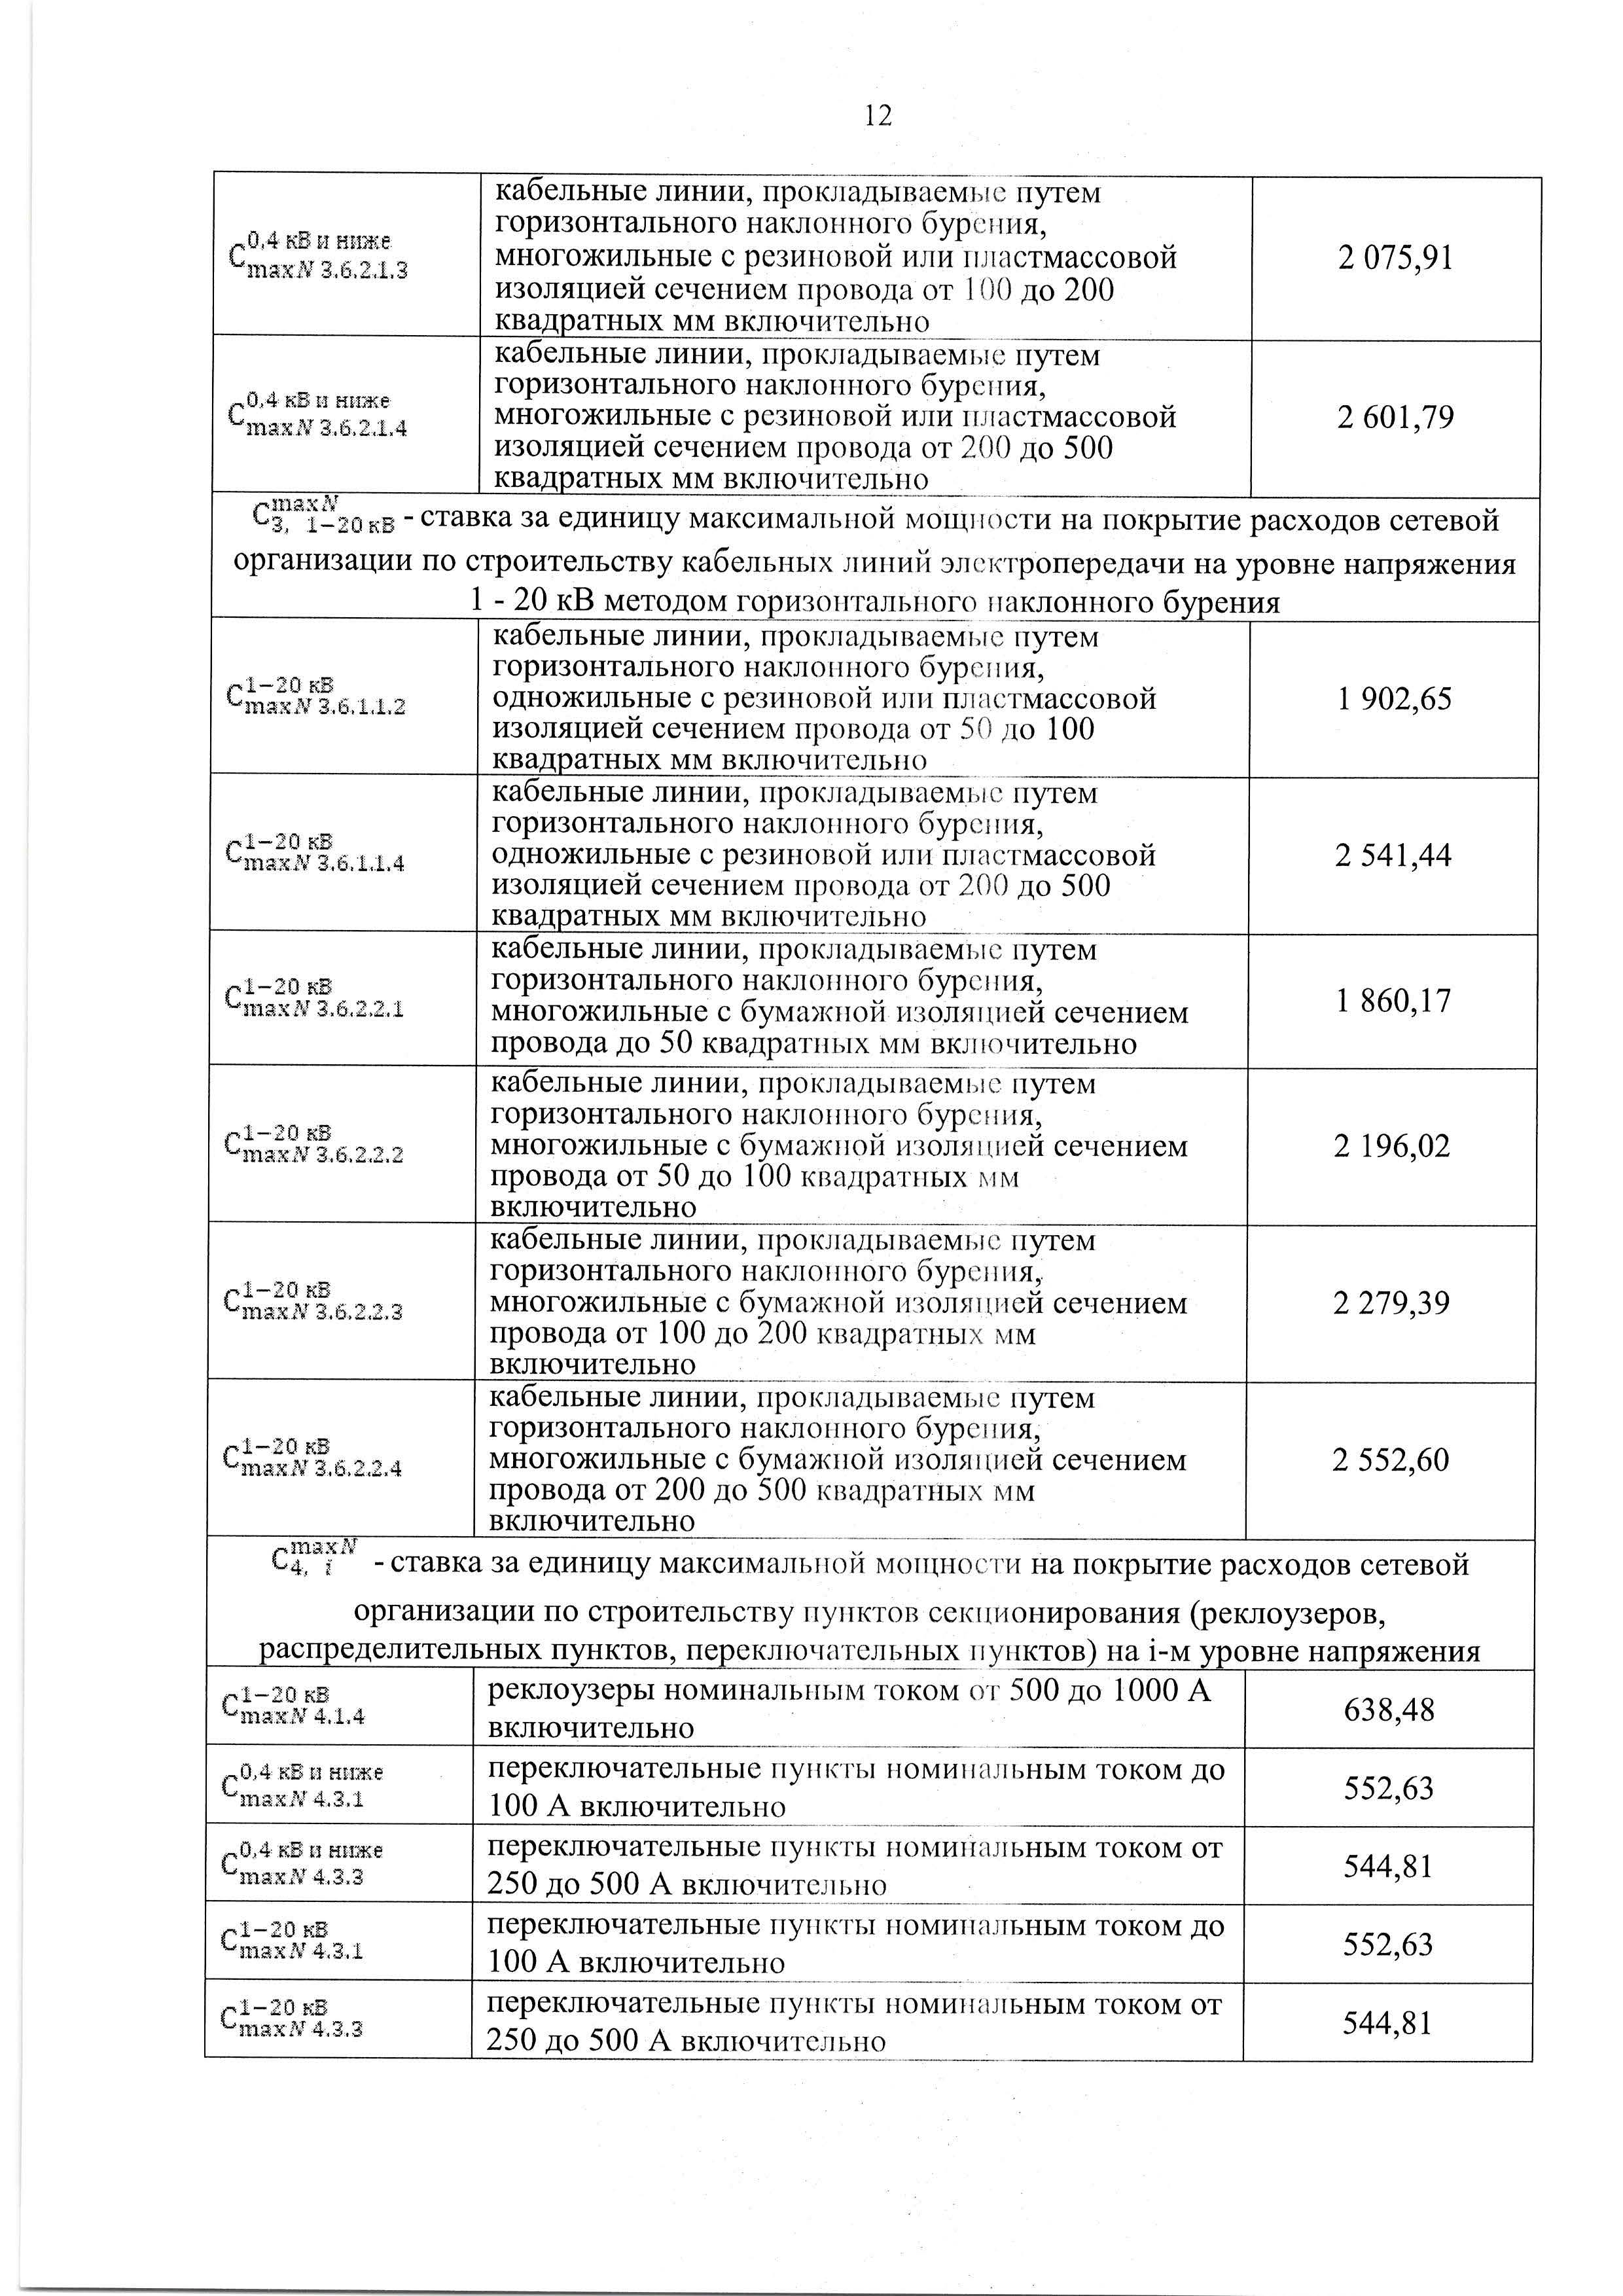 12
C 0,4 кВ и ниже
maxN 3.6.2.1.3
кабельные линии, прокладываемые путем
горизонтального наклонного бурения,
многожильные с резиновой или пластмассовой
изоляцией сечением провода от 100 до 200
квадратных мм включительно
2 075,91
C 0,4 кВ и ниже
maxN 3.6.2.1.4
кабельные линии, прокладываемые путем
горизонтального наклонного бурения,
многожильные с резиновой или пластмассовой
изоляцией сечением провода от 200 до 500
квадратных мм включительно
2 601,79
C maxN 3, 1–20 кВ - ставка за единицу максимальной мощности на покрытие расходов сетевой
организации по строительству кабельных линий электропередачи на уровне напряжения
1 - 20 кВ методом горизонтального наклонного бурения
C 1–20 кВ
maxN 3.6.1.1.2
кабельные линии, прокладываемые путем
горизонтального наклонного бурения,
одножильные с резиновой или пластмассовой
изоляцией сечением провода от 50 до 100
квадратных мм включительно
1 902,65
C 1–20 кВ
maxN 3.6.1.1.4
кабельные линии, прокладываемые путем
горизонтального наклонного бурения,
одножильные с резиновой или пластмассовой
изоляцией сечением провода от 200 до 500
квадратных мм включительно
2 541,44
C 1–20 кВ
maxN 3.6.2.2.1
кабельные линии, прокладываемые путем
горизонтального наклонного бурения,
многожильные с бумажной изоляцией сечением
провода до 50 квадратных мм включительно
1 860,17
C 1–20 кВ
maxN 3.6.2.2.2
кабельные линии, прокладываемые путем
горизонтального наклонного бурения,
многожильные с бумажной изоляцией сечением
провода от 50 до 100 квадратных мм
включительно
2 196,02
C 1–20 кВ
maxN 3.6.2.2.3
кабельные линии, прокладываемые путем
горизонтального наклонного бурения,
многожильные с бумажной изоляцией сечением
провода от 100 до 200 квадратных мм
включительно
2 279,39
C 1–20 кВ
maxN 3.6.2.2.4
кабельные линии, прокладываемые путем
горизонтального наклонного бурения,
многожильные с бумажной изоляцией сечением
провода от 200 до 500 квадратных мм
включительно
2 552,60
C maxN 4, i - ставка за единицу максимальной мощности на покрытие расходов сетевой
организации по строительству пунктов секционирования (реклоузеров,
распределительных пунктов, переключательных пунктов) на i-м уровне напряжения
C 1–20 кВ
maxN 4.1.4
реклоузеры номинальным током от 500 до 1000 А
включительно
638,48
C 0,4 кВ и ниже
maxN 4.3.1
переключательные пункты номинальным током до
100 А включительно
552,63
C 0,4 кВ и ниже
maxN 4.3.3
переключательные пункты номинальным током от
250 до 500 А включительно
544,81
C 1–20 кВ
maxN 4.3.1
переключательные пункты номинальным током до
100 А включительно
552,63
C 1–20 кВ
maxN 4.3.3
переключательные пункты номинальным током от
250 до 500 А включительно
544,81